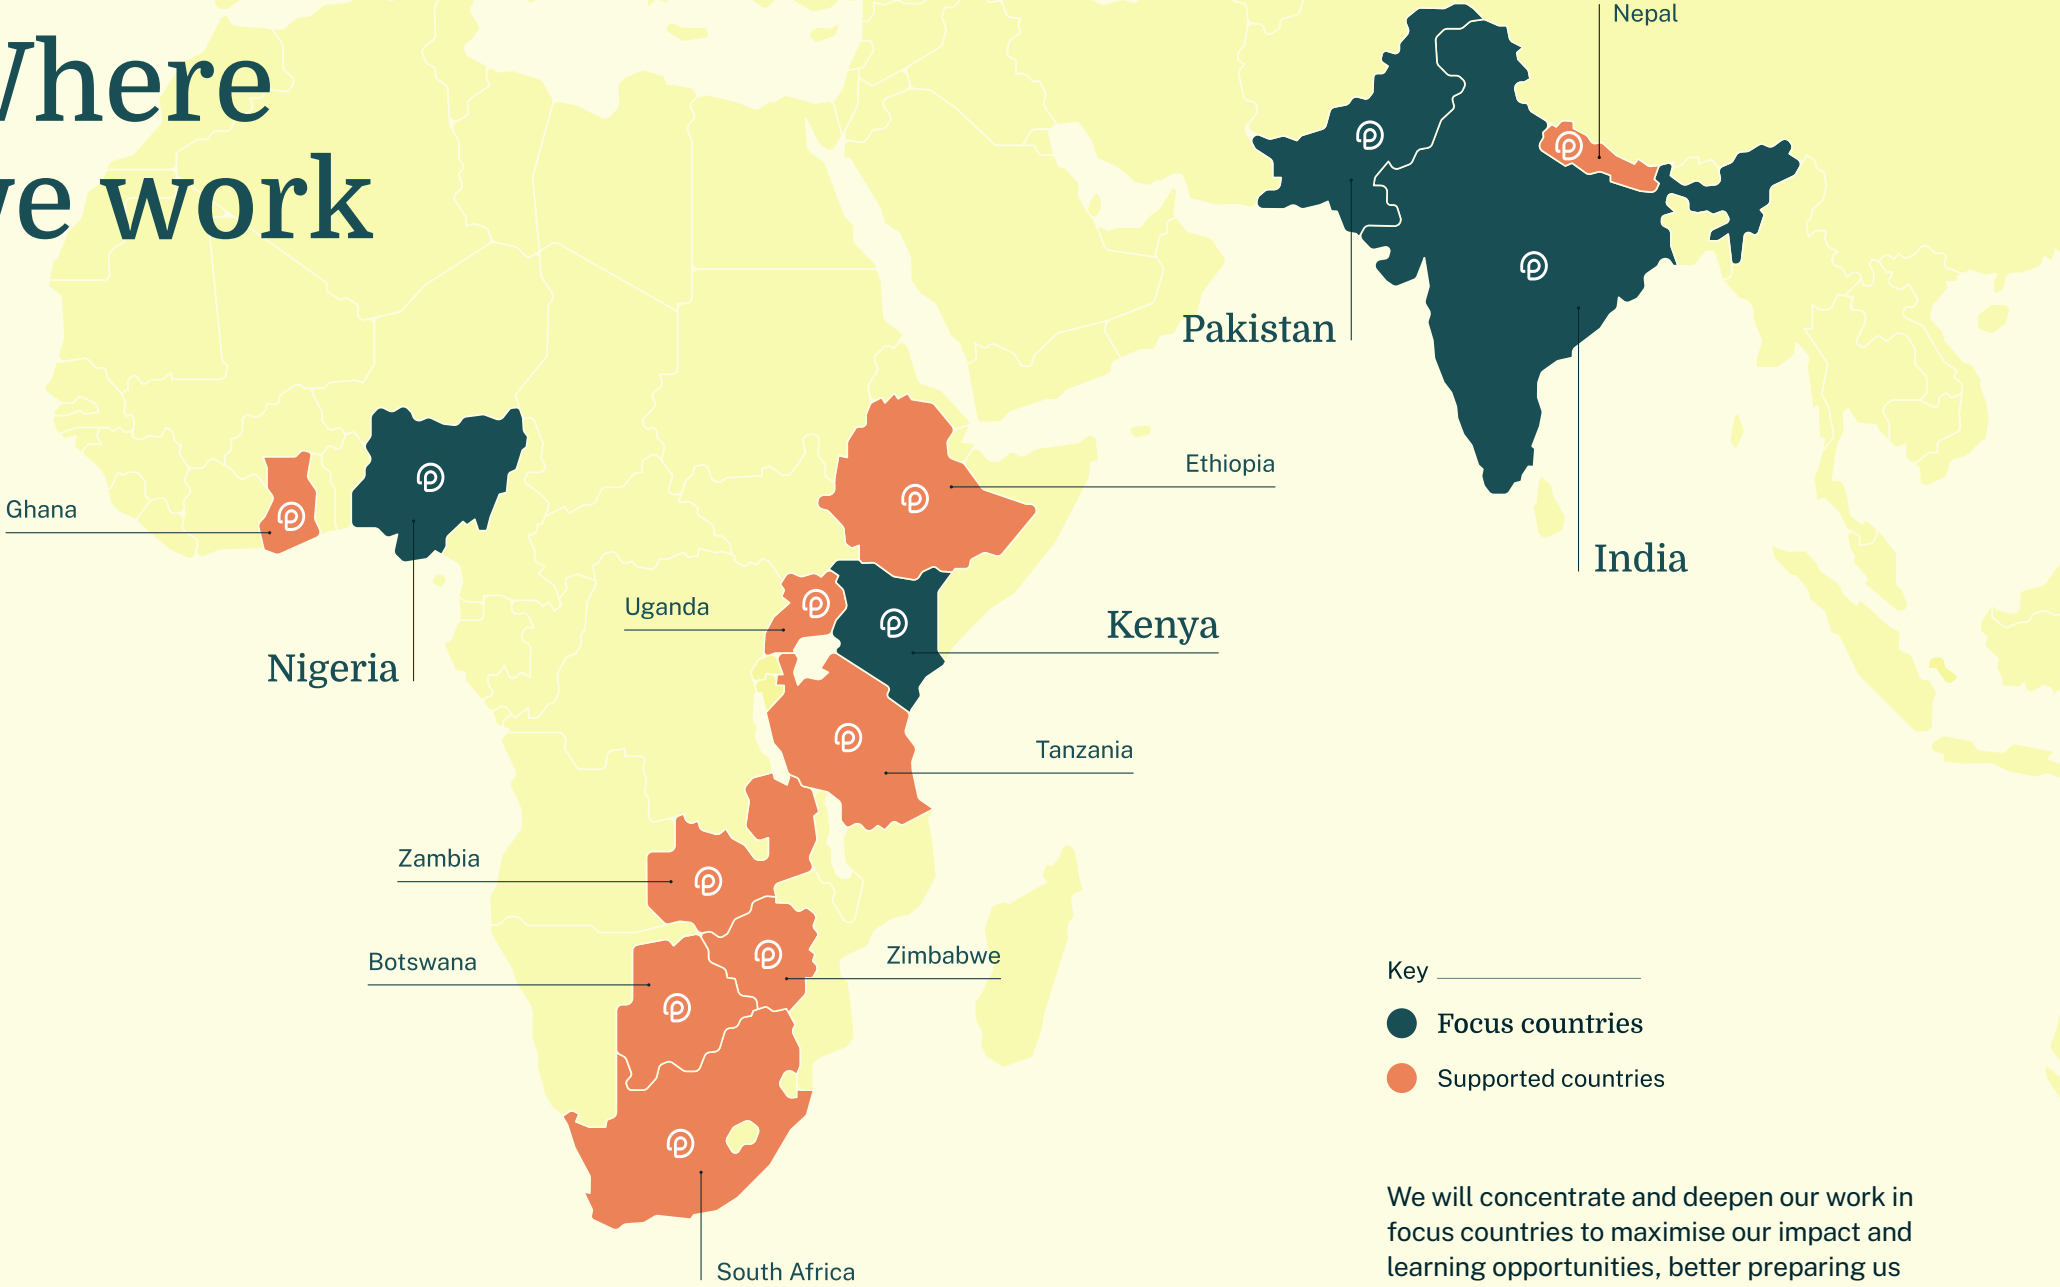 here
e work
Nepal
Pakistan
Ethiopia
Ghana
India
Uganda
Kenya
Nigeria
Tanzania
Zambia
Zimbabwe
Botswana
Key
Focus countries
Supported countries
We will concentrate and deepen our work in
focus countries to maximise our impact and
learning opportunities, better preparing us
South Africa